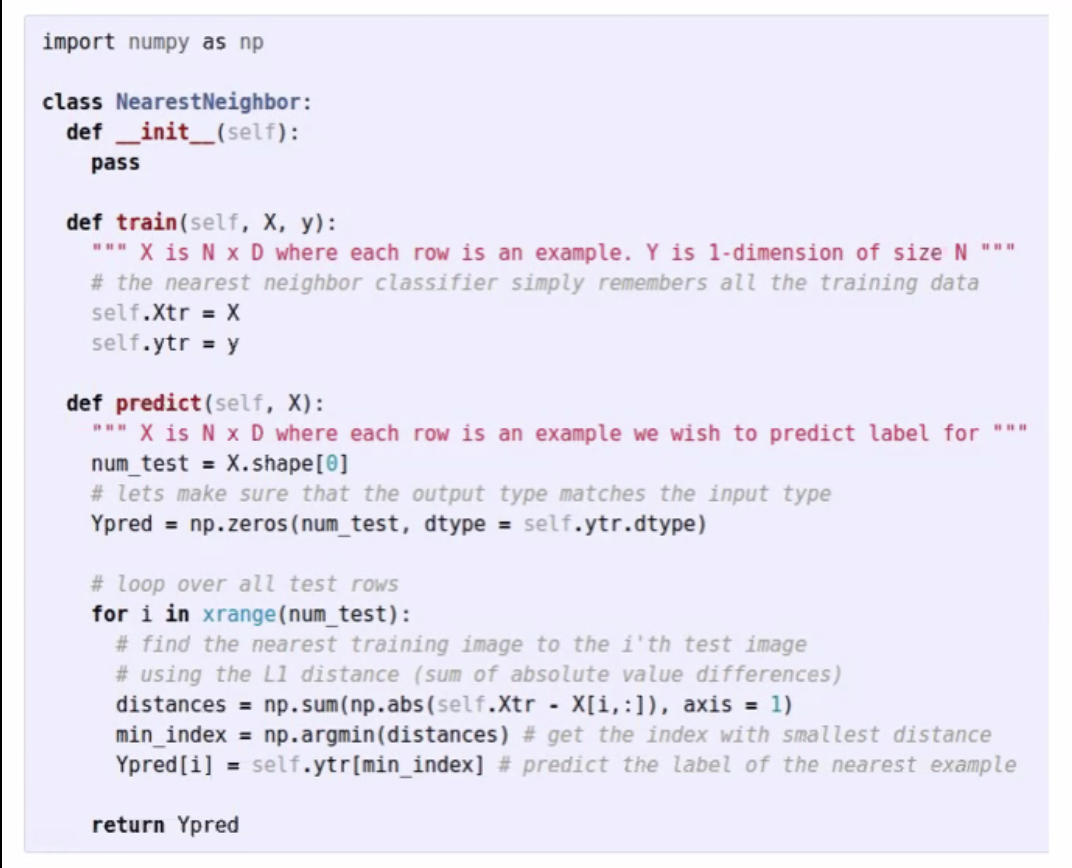 import numpy as np
class NearestNeighbor:
def __init__(self):
pass
def train(self, X, y):
""" X is N x D where each row is an example. Y is 1-dimension of size N """
# the nearest neighbor classifier simply remembers all the training data
self.Xtr = X
self.ytr = y
def predict(self, X):
""" X is N x D where each row is an example we wish to predict label for """
num_test = X.shape[0]
# lets make sure that the output type matches the input type
Ypred = np.zeros(num_test, dtype = self.ytr.dtype)
# loop over all test rows
for i in xrange(num_test):
# find the nearest training image to the i'th test image
# using the L1 distance (sum of absolute value differences)
distances = np.sum(np.abs(self.Xtr - X[i,:]), axis = 1)
min_index = np.argmin(distances) # get the index with smallest distance
Ypred[i] = self.ytr[min_index] # predict the label of the nearest example
return Ypred